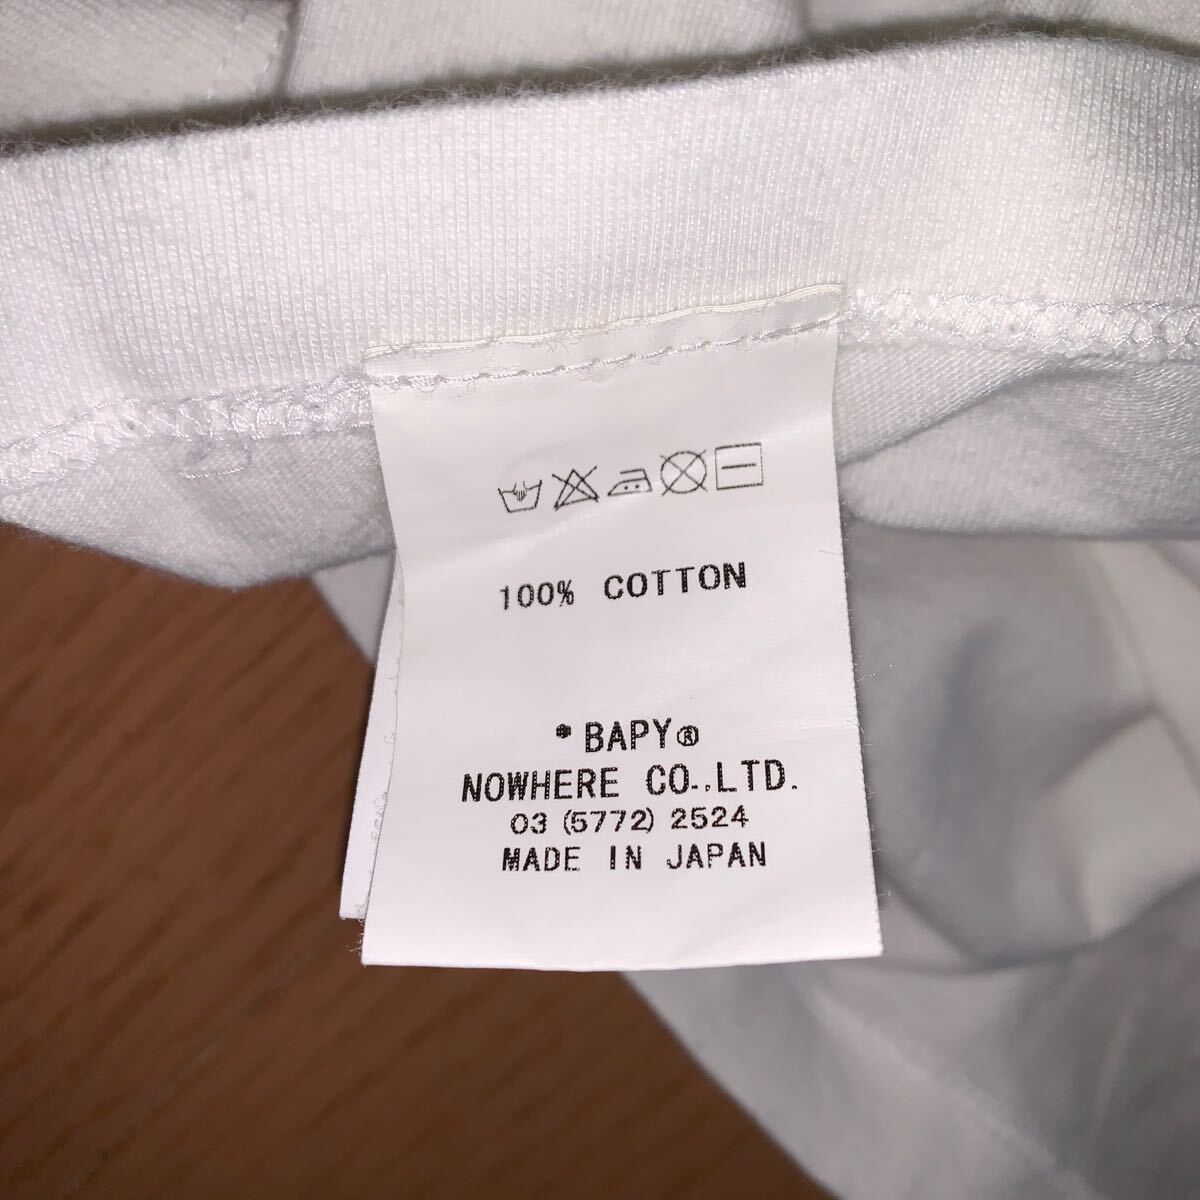 100% COTTON
*BAPY®
NOWHERE CO.,LTD.
03 (5772) 2524
MADE IN JAPAN